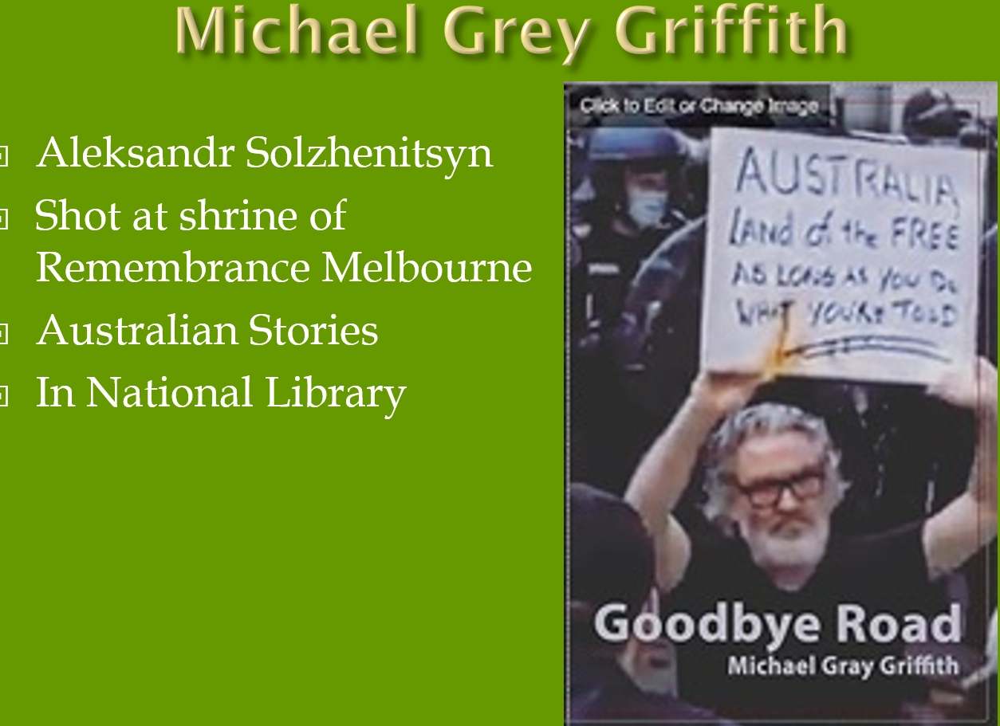 Michael Grey Griffith
Aleksandr Solzhenitsyn
Shot at shrine of
Remembrance Melbourne
Australian Stories
In National Library
Click to Edit or Change Image
AUSTRALIA
LAND of the FREE
AS LONG AS YOU DO
WHAT YOU'RE TOLD
Goodbye Road
Michael Gray Griffith